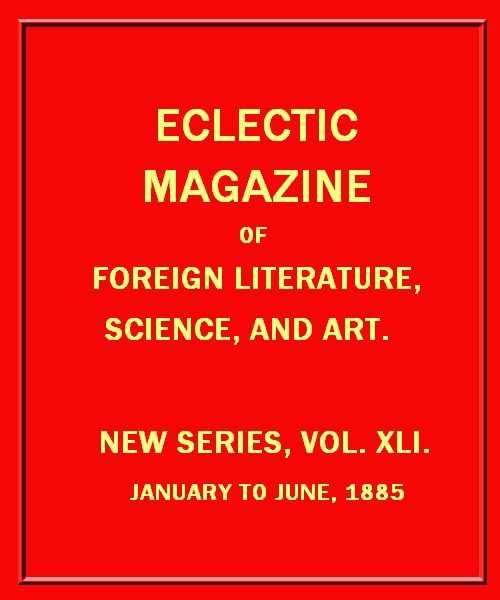 ECLECTIC
MAGAZINE
OF
FOREIGN LITERATURE,
SCIENCE, AND ART.
NEW SERIES, VOL. XLI.
JANUARY TO JUNE, 1885